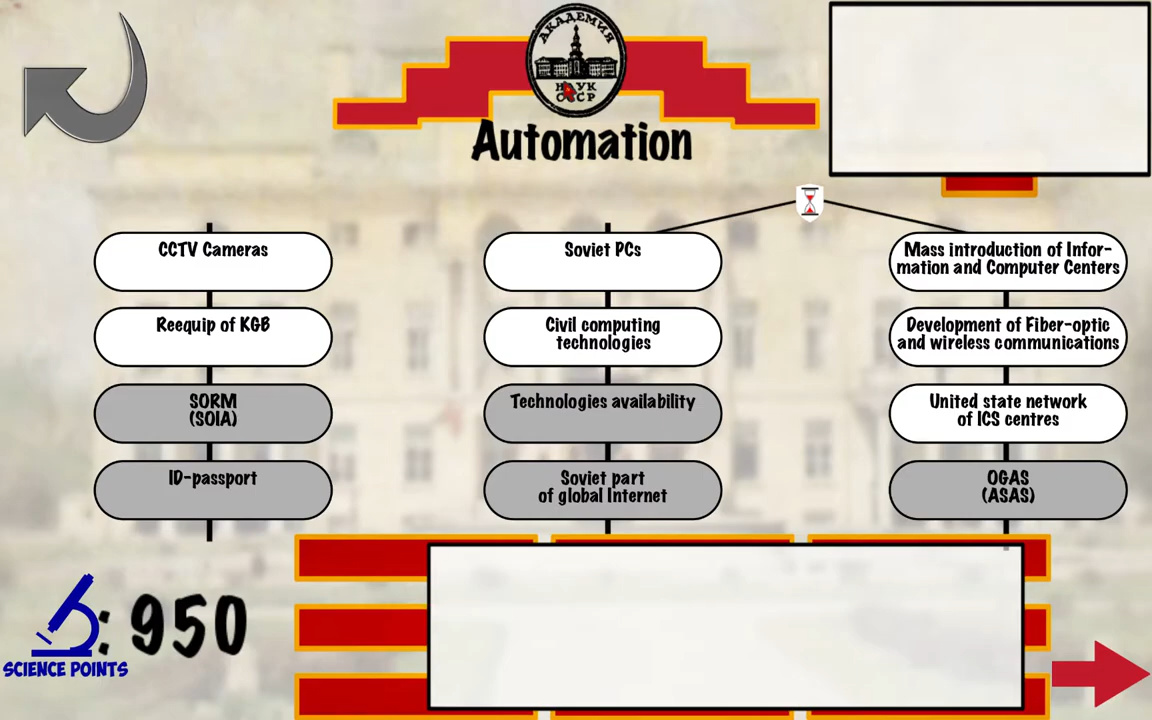 АКАДЕМИЯ
НАУК
СССР
Automation
CCTV Cameras
Soviet PCs
Mass introduction of Infor-
mation and Computer Centers
Reequip of KGB
Civil computing
technologies
Development of Fiber-optic
and wireless communications
SORM
(SOIA)
Technologies availability
United state network
of ICS centres
ID-passport
Soviet part
of global Internet
OGAS
(ASAS)
: 950
SCIENCE POINTS